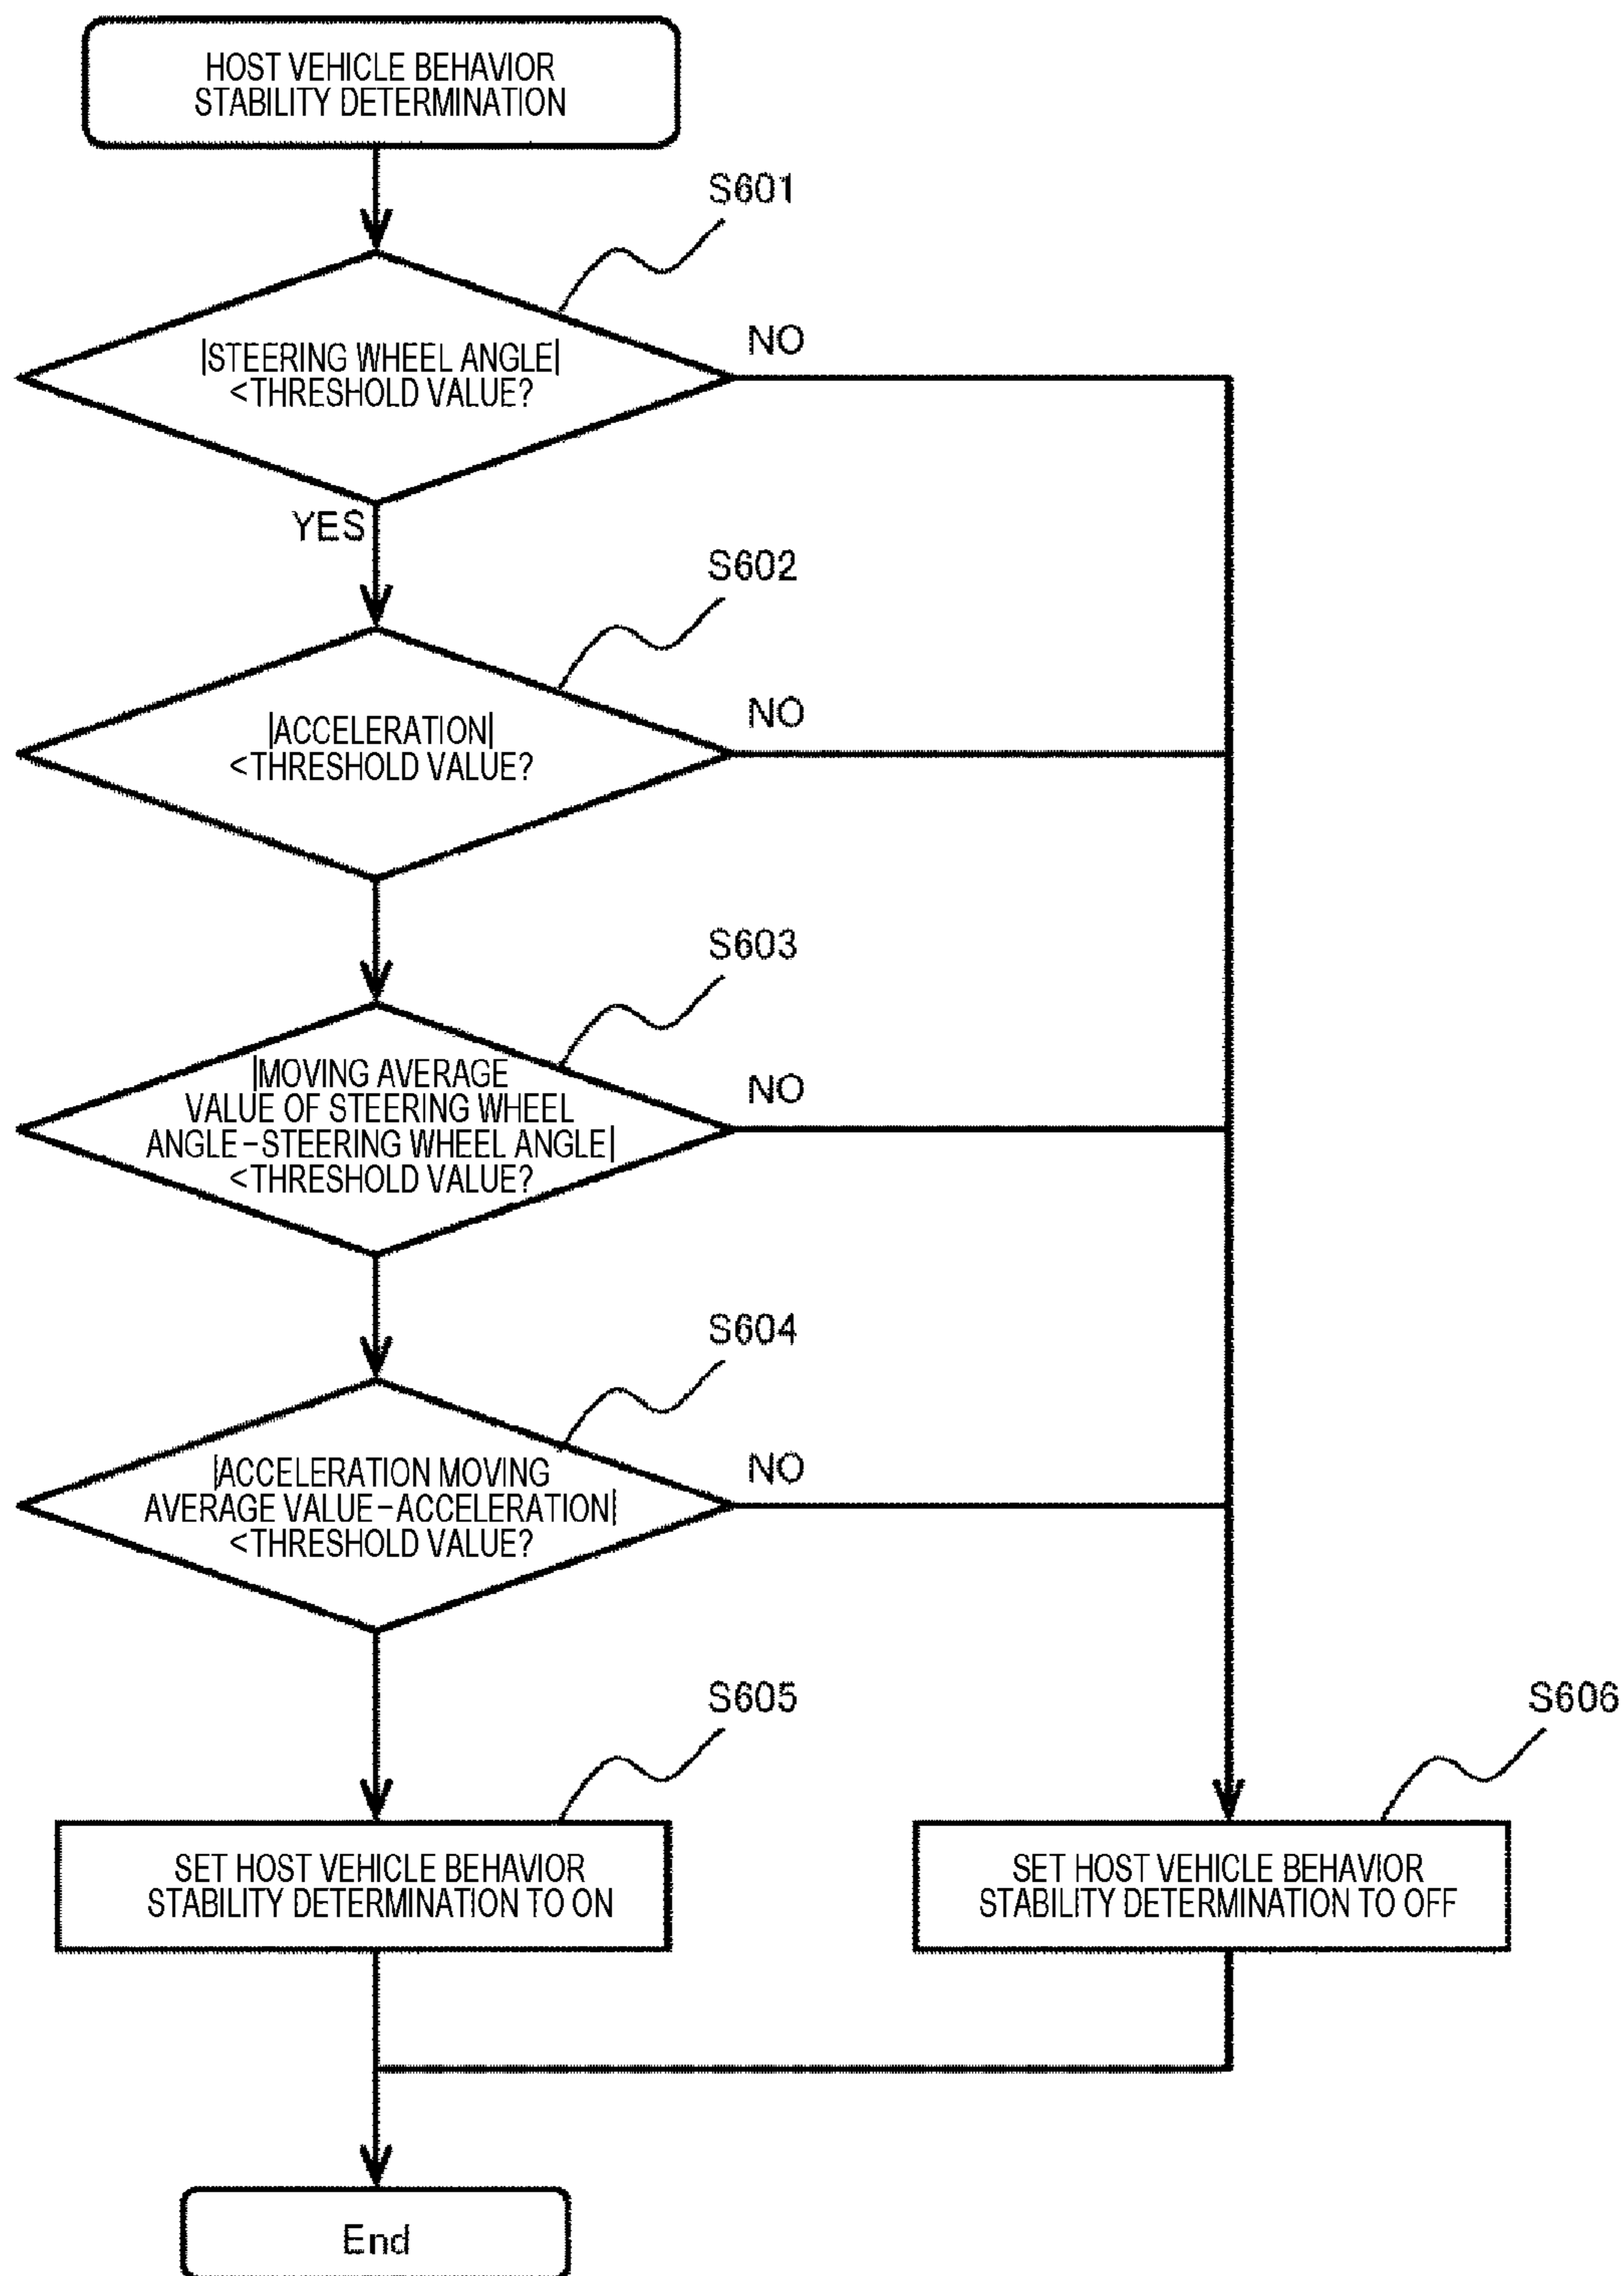 HOST VEHICLE BEHAVIOR
STABILITY DETERMINATION
S601
|STEERING WHEEL ANGLE|
<THRESHOLD VALUE?
NO
YES
S602
|ACCELERATION|
<THRESHOLD VALUE?
NO
S603
|MOVING AVERAGE
VALUE OF STEERING WHEEL
ANGLE-STEERING WHEEL ANGLE|
<THRESHOLD VALUE?
NO
S604
|ACCELERATION MOVING
AVERAGE VALUE-ACCELERATION|
<THRESHOLD VALUE?
NO
S605
SET HOST VEHICLE BEHAVIOR
STABILITY DETERMINATION TO ON
S606
SET HOST VEHICLE BEHAVIOR
STABILITY DETERMINATION TO OFF
End